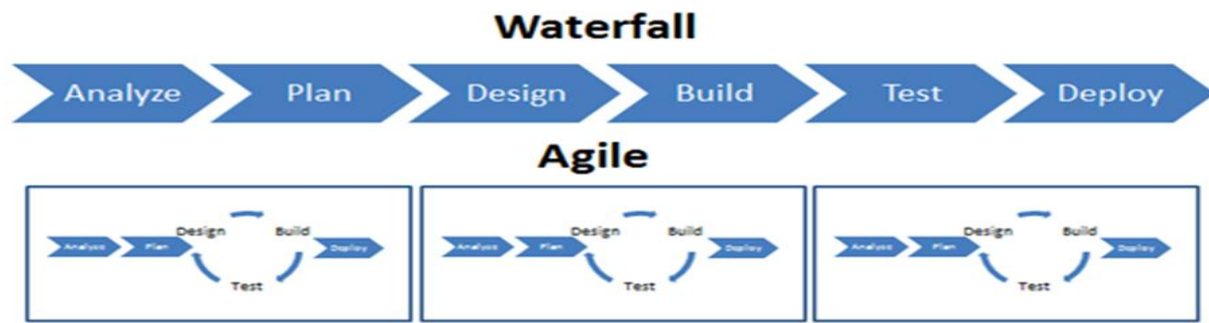 Waterfall
Analyze Plan Design Build Test Deploy
Agile
Design Build Design Build Design Build
Analyze Plan Deploy Analyze Plan Deploy Analyze Plan Deploy
Test Test Test